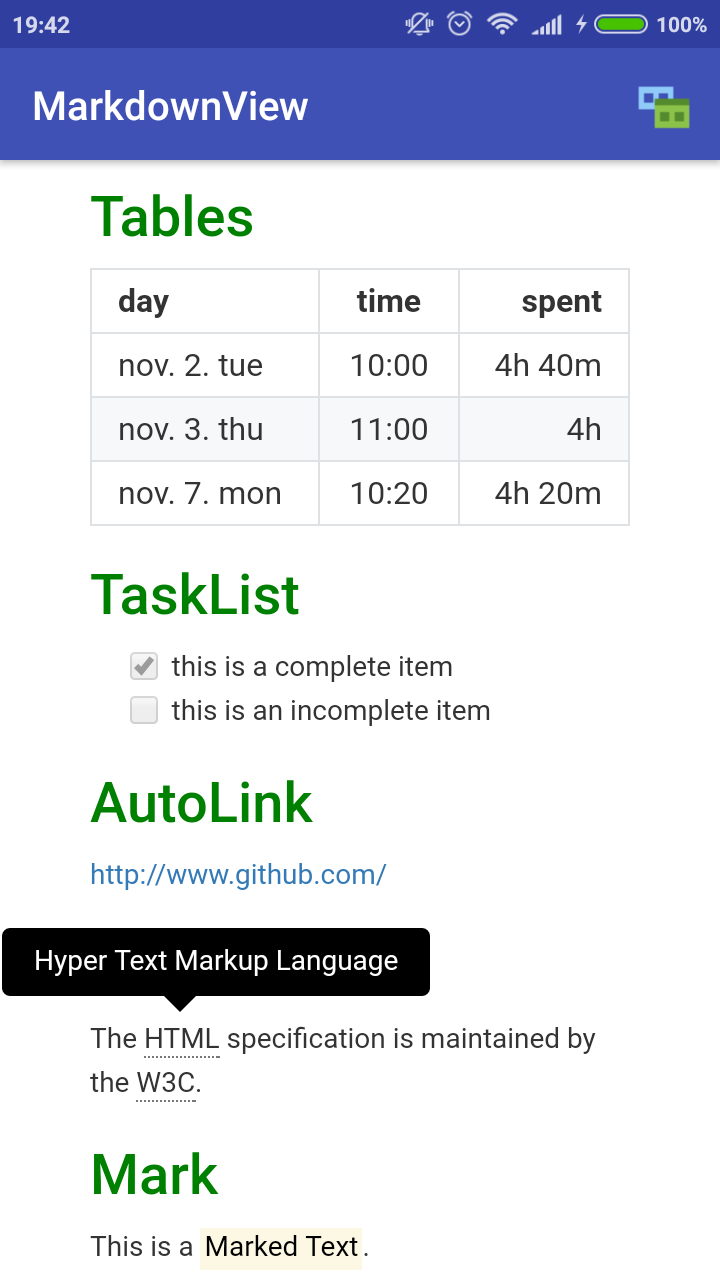 19:42 100%
MarkdownView
Tables
day time spent
nov. 2. tue 10:00 4h 40m
nov. 3. thu 11:00 4h
nov. 7. mon 10:20 4h 20m
TaskList
this is a complete item
this is an incomplete item
AutoLink
http://www.github.com/
Hyper Text Markup Language
The HTML specification is maintained by
the W3C.
Mark
This is a Marked Text.